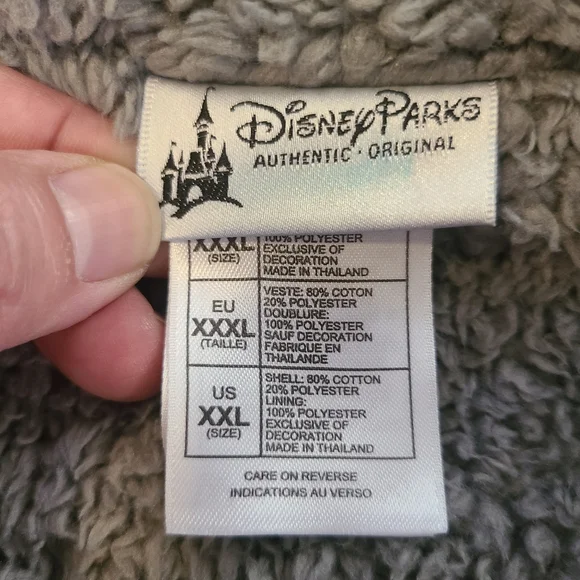 Disney Parks
AUTHENTIC · ORIGINAL
XXXL
(SIZE)
100% POLYESTER
EXCLUSIVE OF
DECORATION
MADE IN THAILAND
EU
XXXL
(TAILLE)
VESTE: 80% COTON
20% POLYESTER
DOUBLURE:
100% POLYESTER
SAUF DECORATION
FABRIQUE EN
THAILANDE
US
XXL
(SIZE)
SHELL: 80% COTTON
20% POLYESTER
LINING:
100% POLYESTER
EXCLUSIVE OF
DECORATION
MADE IN THAILAND
CARE ON REVERSE
INDICATIONS AU VERSO